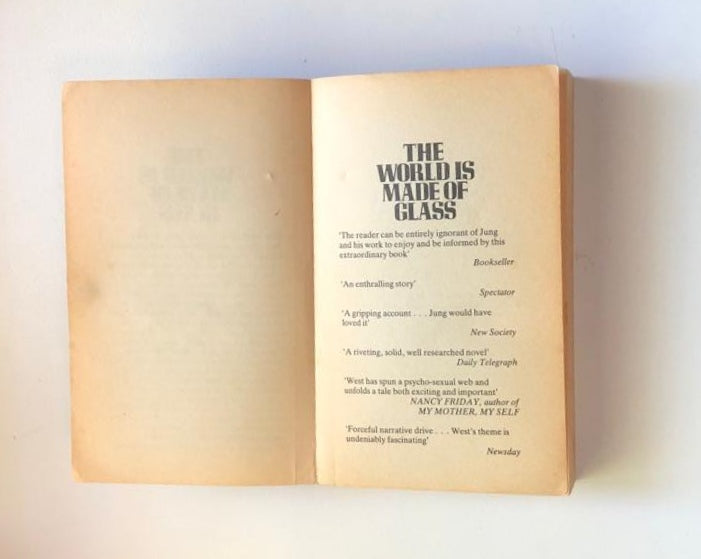 THE
WORLD IS
MADE OF
GLASS
'The reader can be entirely ignorant of Jung
and his work to enjoy and be informed by this
extraordinary book'
Bookseller
'An enthralling story'
Spectator
'A gripping account . . . Jung would have
loved it'
New Society
'A riveting, solid, well researched novel'
Daily Telegraph
'West has spun a psycho-sexual web and
unfolds a tale both exciting and important'
NANCY FRIDAY, author of
MY MOTHER, MY SELF
'Forceful narrative drive . . . West's theme is
undeniably fascinating'
Newsday